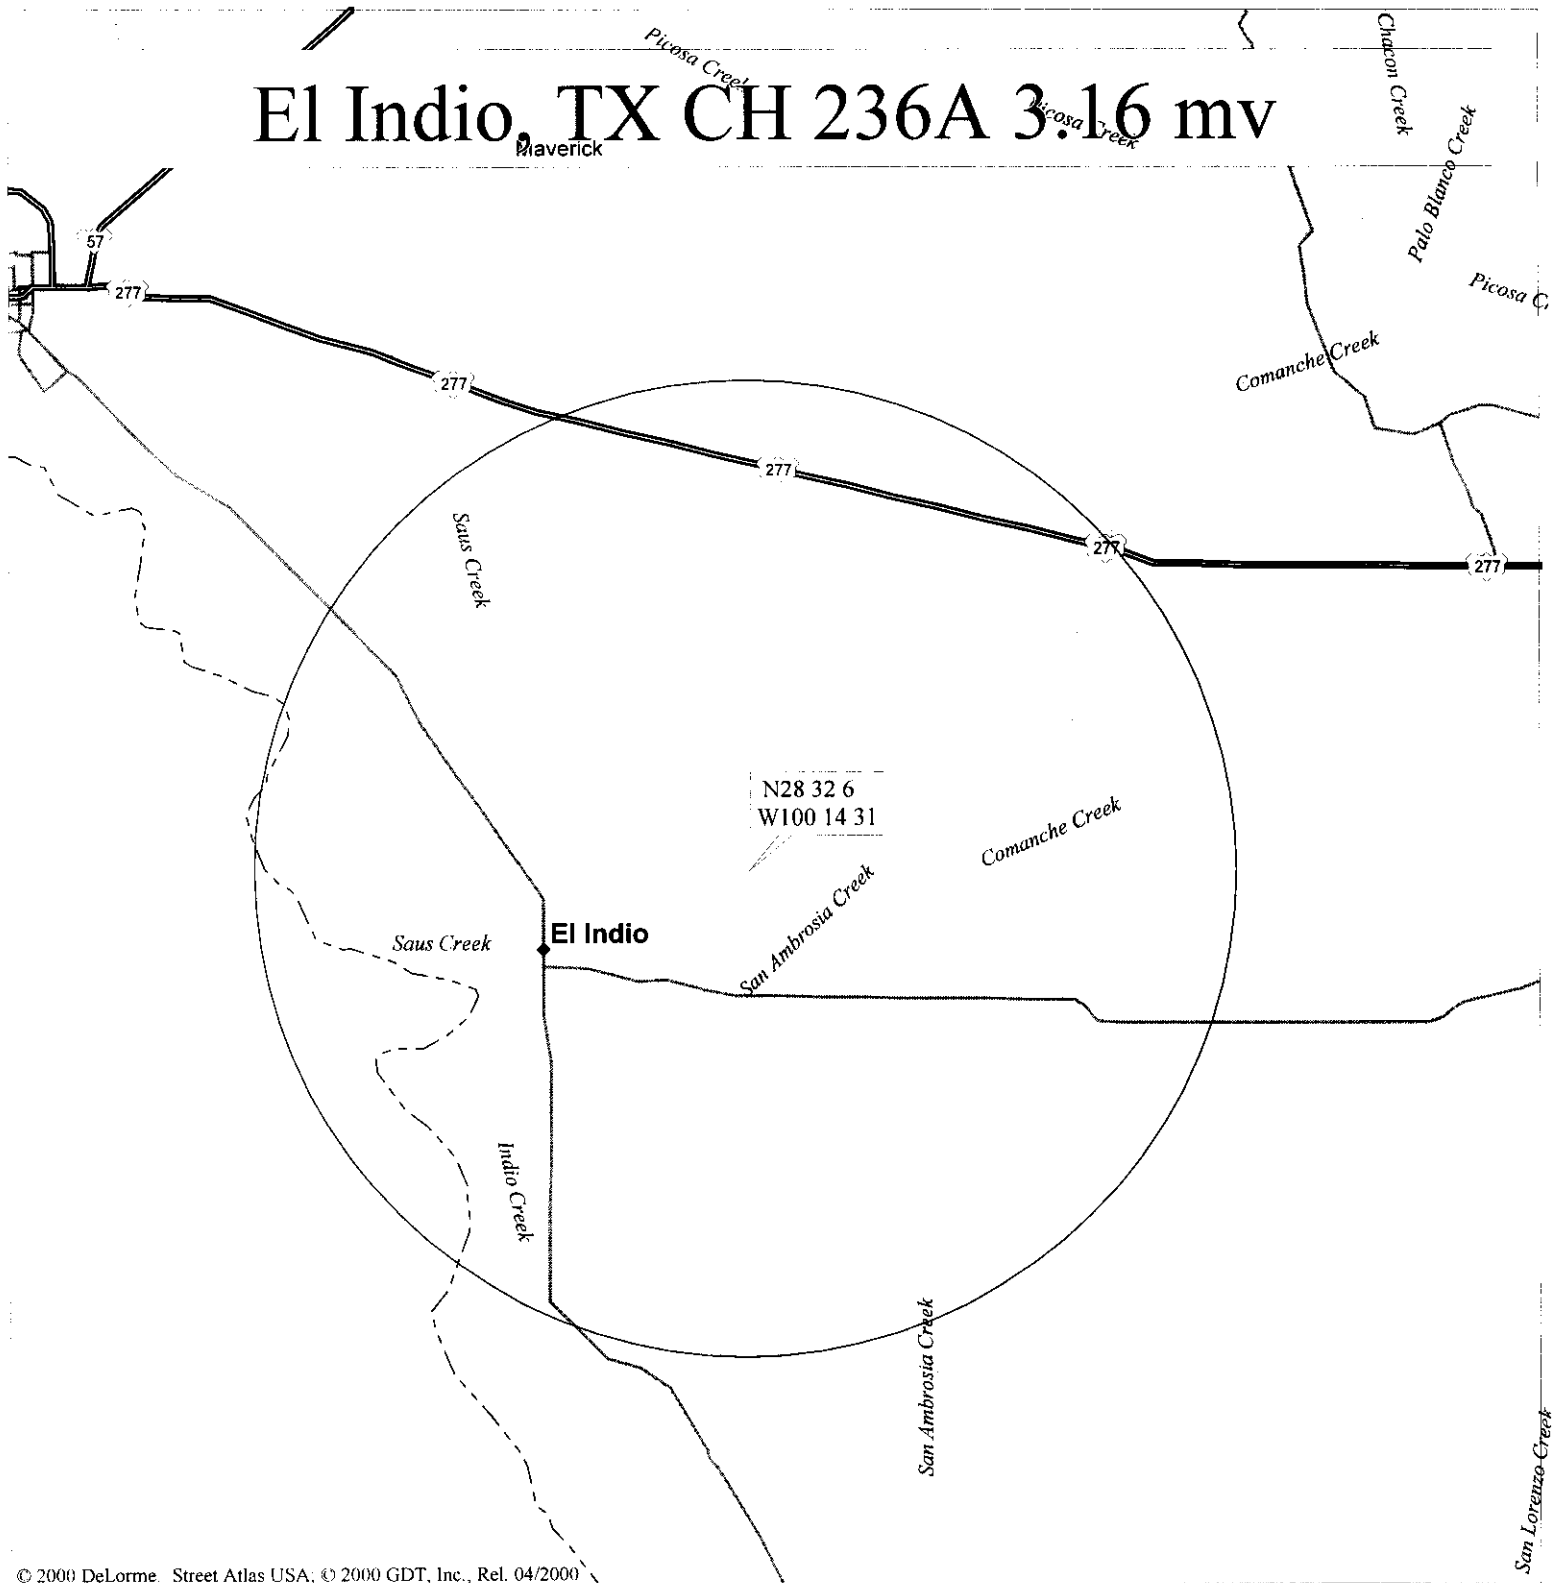 Picosa Creek
Chacon Creek
El Indio, TX CH 236A 3.16 mv
Picosa Creek
Maverick
Palo Blanco Creek
57
277
Picosa
Comanche Creek
277
277
Saus Creek
277
277
N28 32 6
W100 14 31
Comanche Creek
San Ambrosia Creek
El Indio
Saus Creek
Indio Creek
San Ambrosia Creek
San Lorenzo Creek
© 2000 DeLorme. Street Atlas USA; © 2000 GDT, Inc., Rel. 04/2000